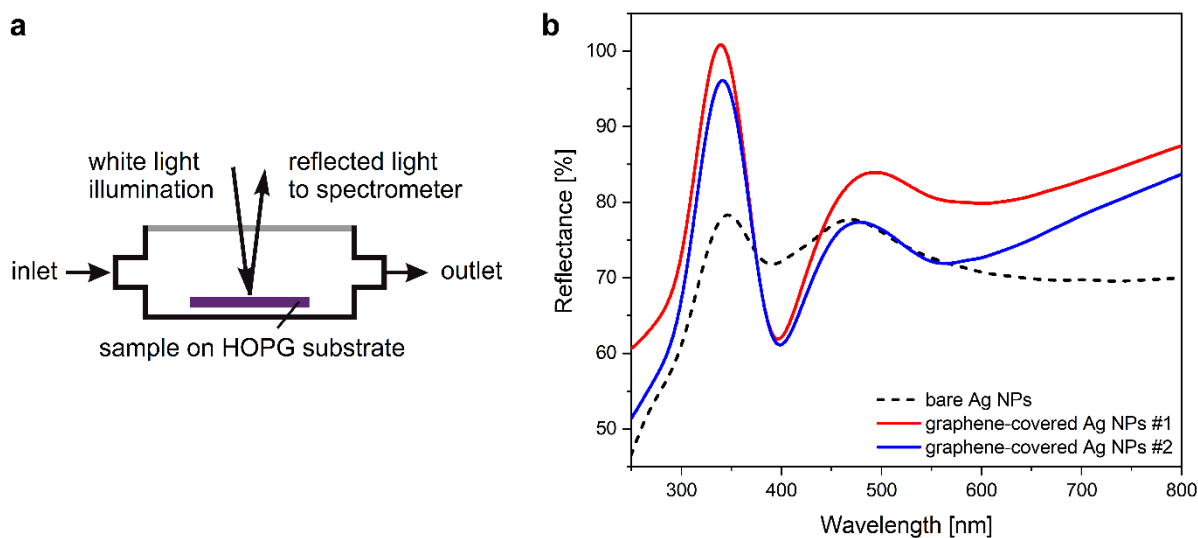 a
white light
illumination
reflected light
to spectrometer
inlet
outlet
sample on HOPG substrate
b
Reflectance [%]
100
90
80
70
60
50
bare Ag NPs
graphene-covered Ag NPs #1
graphene-covered Ag NPs #2
300 400 500 600 700 800
Wavelength [nm]